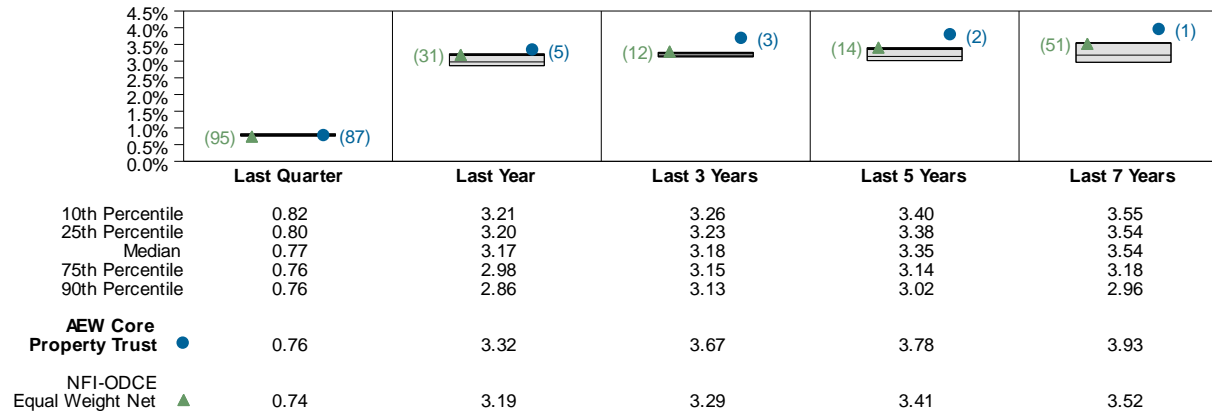 4.5%
4.0%
3.5%
3.0%
2.5%
2.0%
1.5%
1.0%
0.5%
0.0%
(95) (87)
(31) (5)
(12) (3)
(14) (2)
(51) (1)
Last Quarter Last Year Last 3 Years Last 5 Years Last 7 Years
10th Percentile 0.82 3.21 3.26 3.40 3.55
25th Percentile 0.80 3.20 3.23 3.38 3.54
Median 0.77 3.17 3.18 3.35 3.54
75th Percentile 0.76 2.98 3.15 3.14 3.18
90th Percentile 0.76 2.86 3.13 3.02 2.96
AEW Core
Property Trust 0.76 3.32 3.67 3.78 3.93
NFI-ODCE
Equal Weight Net 0.74 3.19 3.29 3.41 3.52